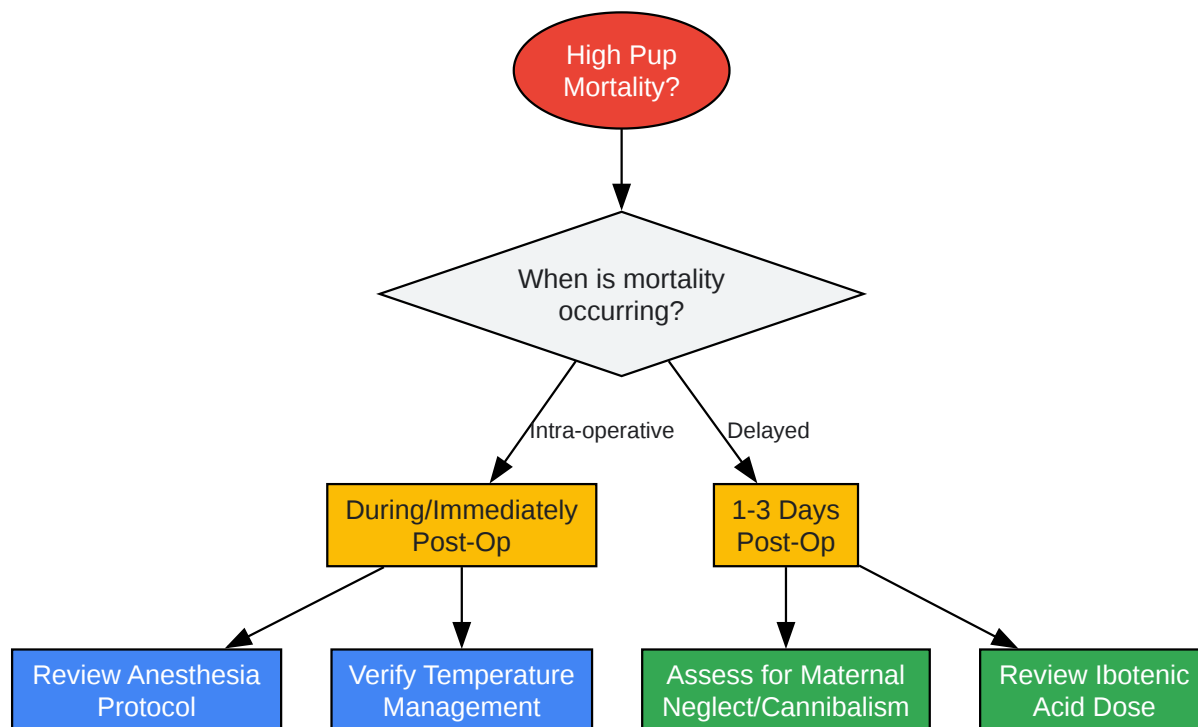 High Pup
Mortality?
When is mortality
occurring?
Intra-operative
Delayed
During/Immediately
Post-Op
1-3 Days
Post-Op
Review Anesthesia
Protocol
Verify Temperature
Management
Assess for Maternal
Neglect/Cannibalism
Review Ibotenic
Acid Dose